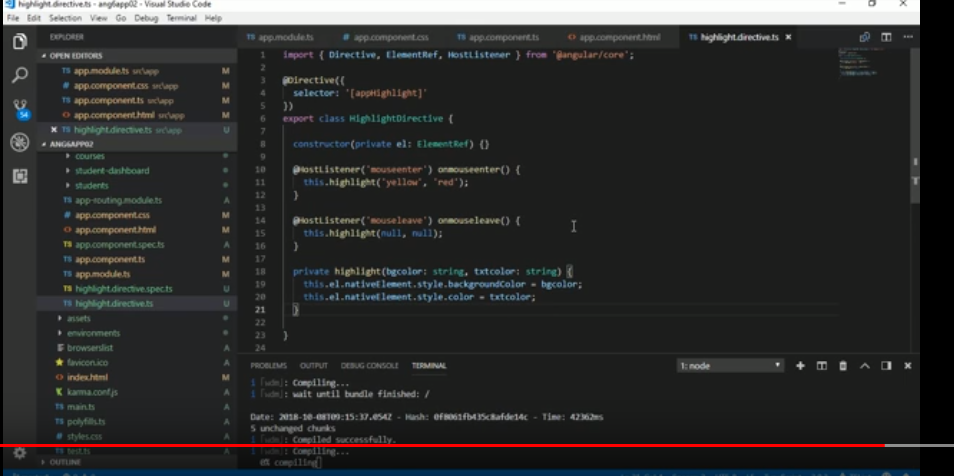 highlight.directive.ts - ang6app02 - Visual Studio Code
File Edit Selection View Go Debug Terminal Help
EXPLORER
OPEN EDITORS
TS app.module.ts src\app M
# app.component.css src\app M
TS app.component.ts src\app M
<> app.component.html src\app M
× TS highlight.directive.ts src\app U
ANG6APP02
courses
student-dashboard
students
TS app-routing.module.ts A
# app.component.css M
<> app.component.html M
TS app.component.spec.ts A
TS app.component.ts M
TS app.module.ts M
TS highlight.directive.spec.ts U
TS highlight.directive.ts U
assets
environments
browserslist A
favicon.ico A
<> index.html M
karma.conf.js A
TS main.ts A
TS polyfills.ts A
# styles.css A
TS test.ts A
OUTLINE
54
TS app.module.ts # app.component.css TS app.component.ts <> app.component.html TS highlight.directive.ts ×
1 import { Directive, ElementRef, HostListener } from '@angular/core';
2
3 @Directive({
4 selector: '[appHighlight]'
5 })
6 export class HighlightDirective {
7
8 constructor(private el: ElementRef) {}
9
10 @HostListener('mouseenter') onmouseenter() {
11 this.highlight('yellow', 'red');
12 }
13
14 @HostListener('mouseleave') onmouseleave() {
15 this.highlight(null, null);
16 }
17
18 private highlight(bgcolor: string, txtcolor: string) {
19 this.el.nativeElement.style.backgroundColor = bgcolor;
20 this.el.nativeElement.style.color = txtcolor;
21 }
22
23 }
24
PROBLEMS OUTPUT DEBUG CONSOLE TERMINAL 1: node
i ｢wdm｣: Compiling...
i ｢wdm｣: wait until bundle finished: /
Date: 2018-10-08T09:15:37.054Z - Hash: 0f8061fb435c8afde14c - Time: 42362ms
5 unchanged chunks
i ｢wdm｣: Compiled successfully.
i ｢wdm｣: Compiling...
0% compiling